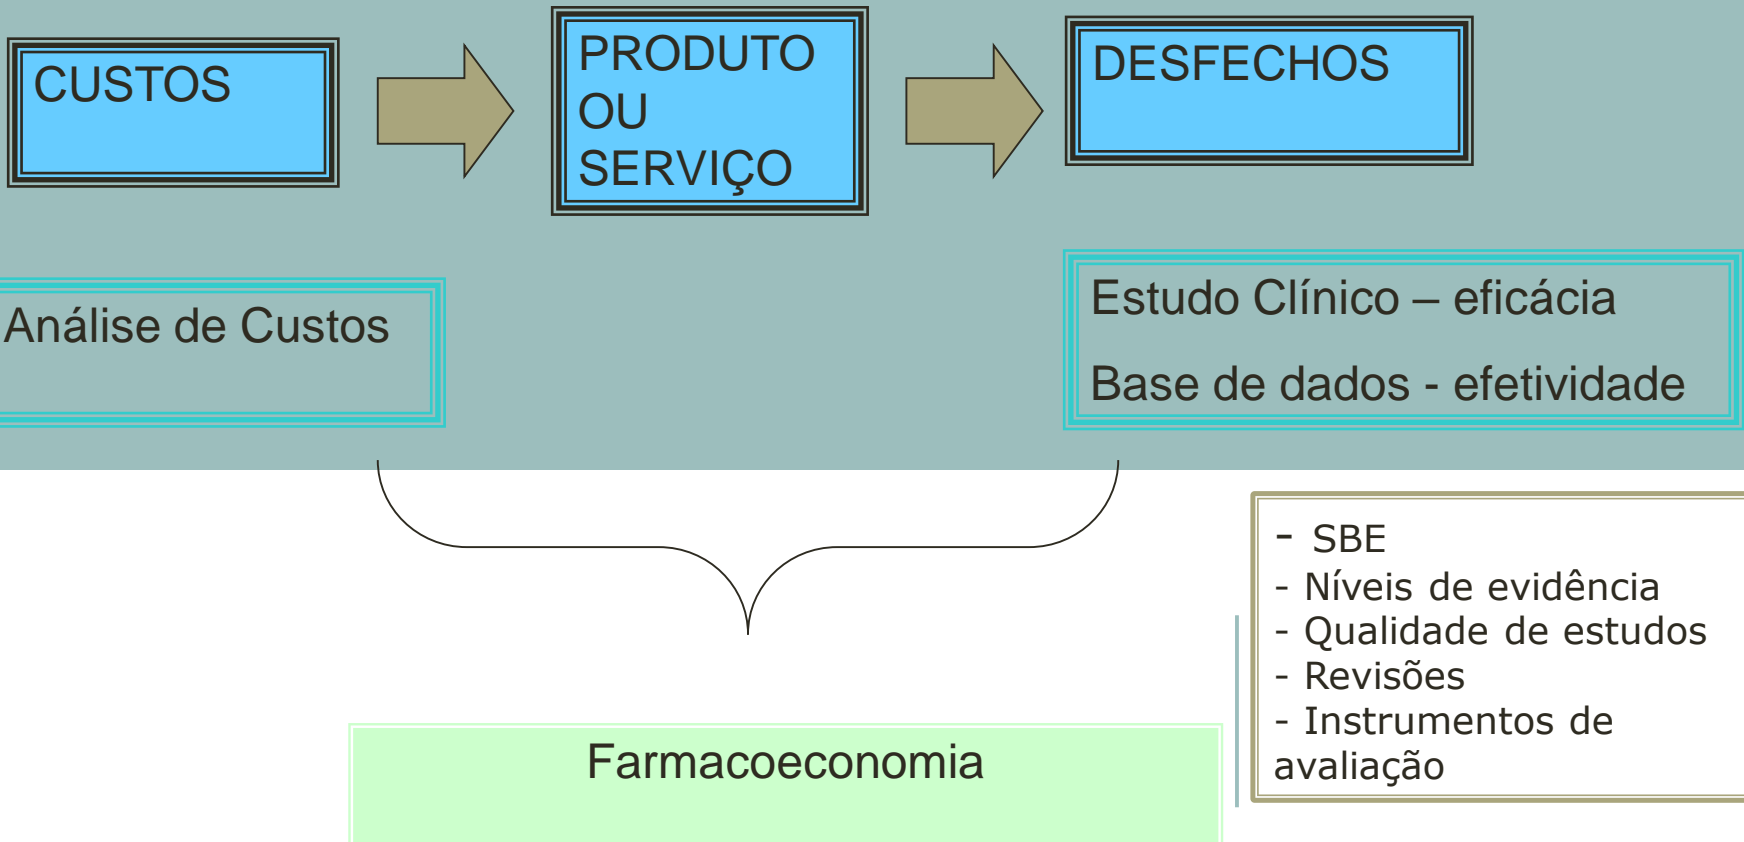 CUSTOS
PRODUTO
OU
SERVIÇO
DESFECHOS
Análise de Custos
Estudo Clínico – eficácia
Base de dados - efetividade
- SBE
- Níveis de evidência
- Qualidade de estudos
- Revisões
- Instrumentos de
avaliação
Farmacoeconomia